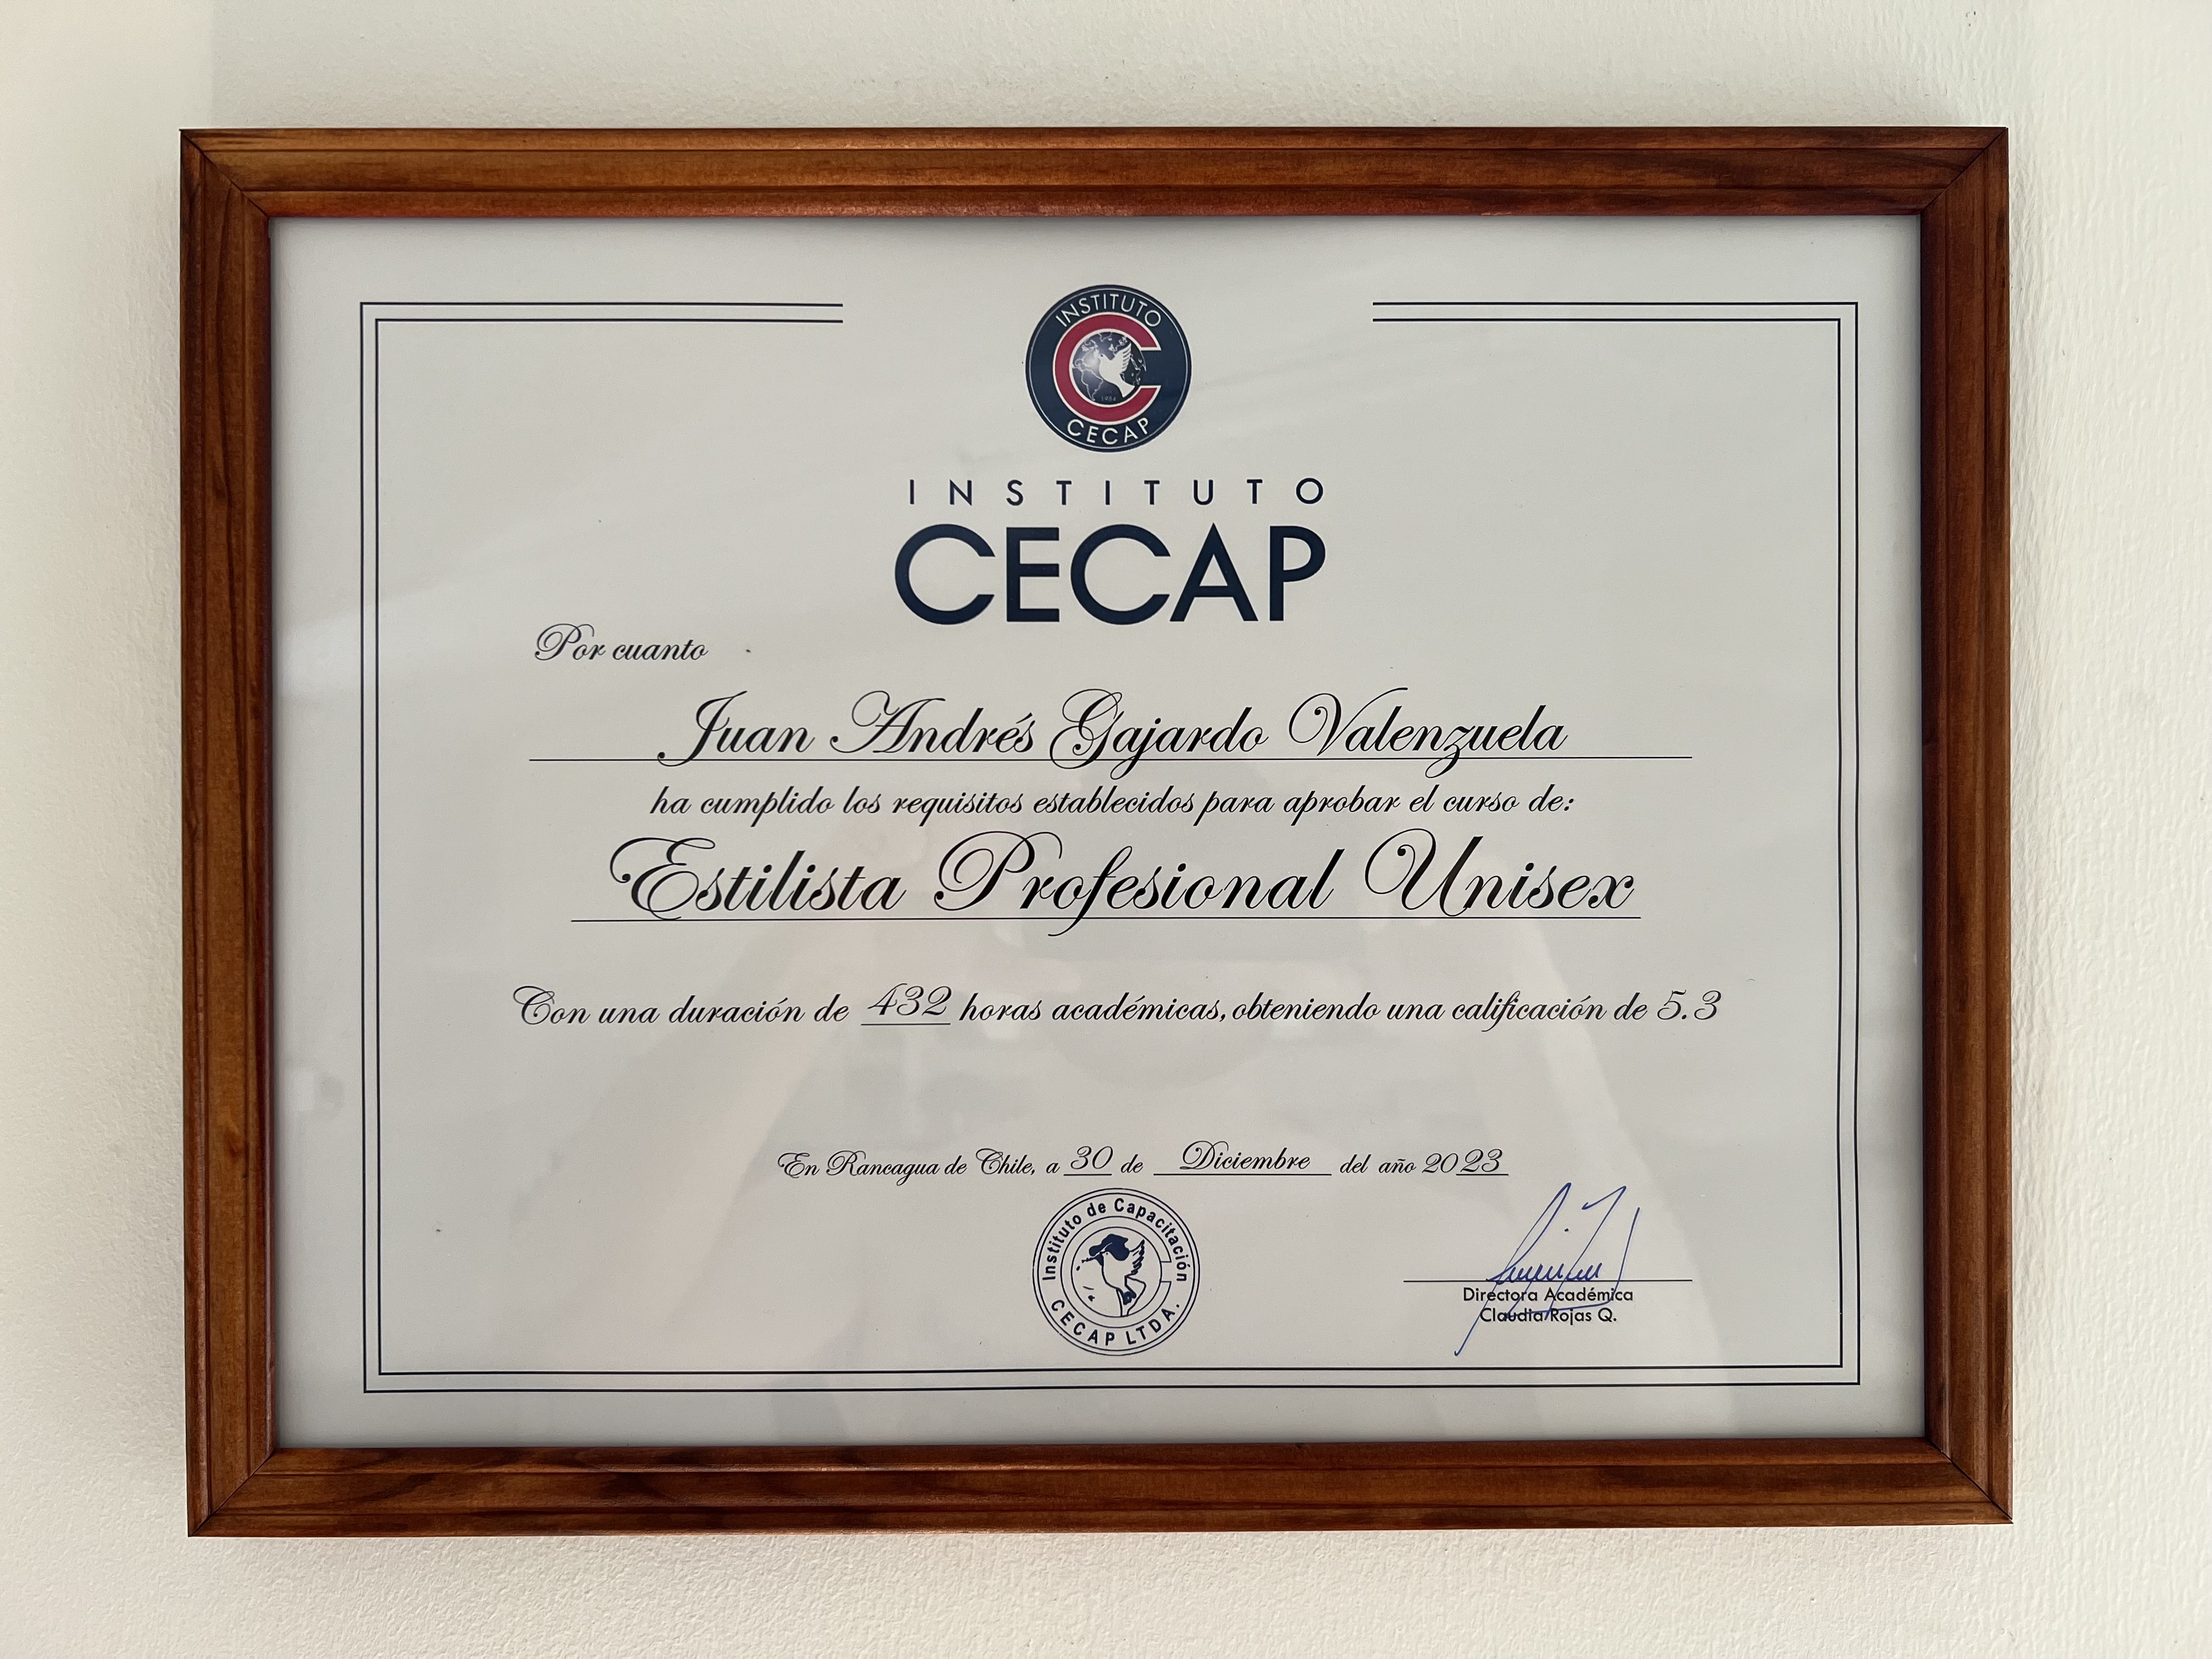 INSTITUTO
1984
CECAP
INSTITUTO
CECAP
Por cuanto
Juan Andrés Gajardo Valenzuela
ha cumplido los requisitos establecidos para aprobar el curso de:
Estilista Profesional Unisex
Con una duración de 432 horas académicas, obteniendo una calificación de 5.3
En Rancagua de Chile, a 30 de Diciembre del año 2023
Instituto de Capacitación
CECAP LTDA.
Directora Académica
Claudia Rojas Q.